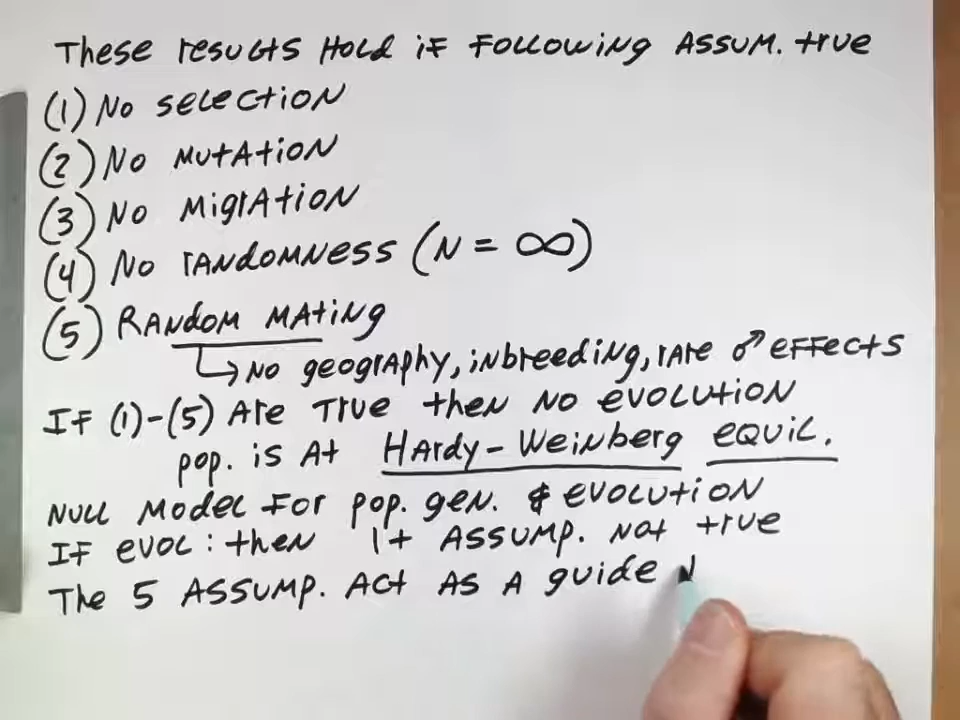 These results Hold if Following Assum. true
(1) No selection
(2) No Mutation
(3) No Migration
(4) No randomness (N = ∞)
(5) Random Mating
↳ No geography, inbreeding, rare ♂ effects
If (1)-(5) Are True then No evolution
pop. is At Hardy-Weinberg equil.
Null Model For pop. gen. & evolution
If evol: then 1+ Assump. Not true
The 5 Assump. Act As A guide